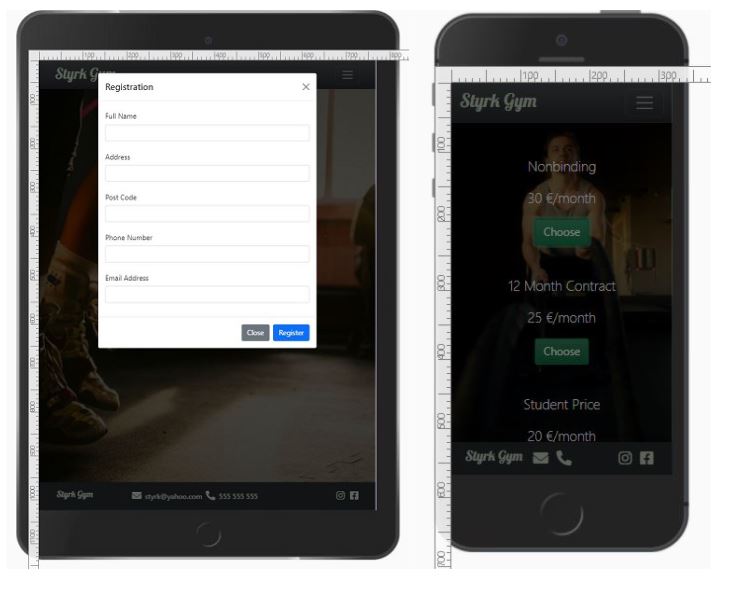 Styrk Gym
Registration
Full Name
Address
Post Code
Phone Number
Email Address
Close Register
Styrk Gym styrk@yahoo.com 555 555 555
Styrk Gym
Nonbinding
30 €/month
Choose
12 Month Contract
25 €/month
Choose
Student Price
20 €/month
Styrk Gym